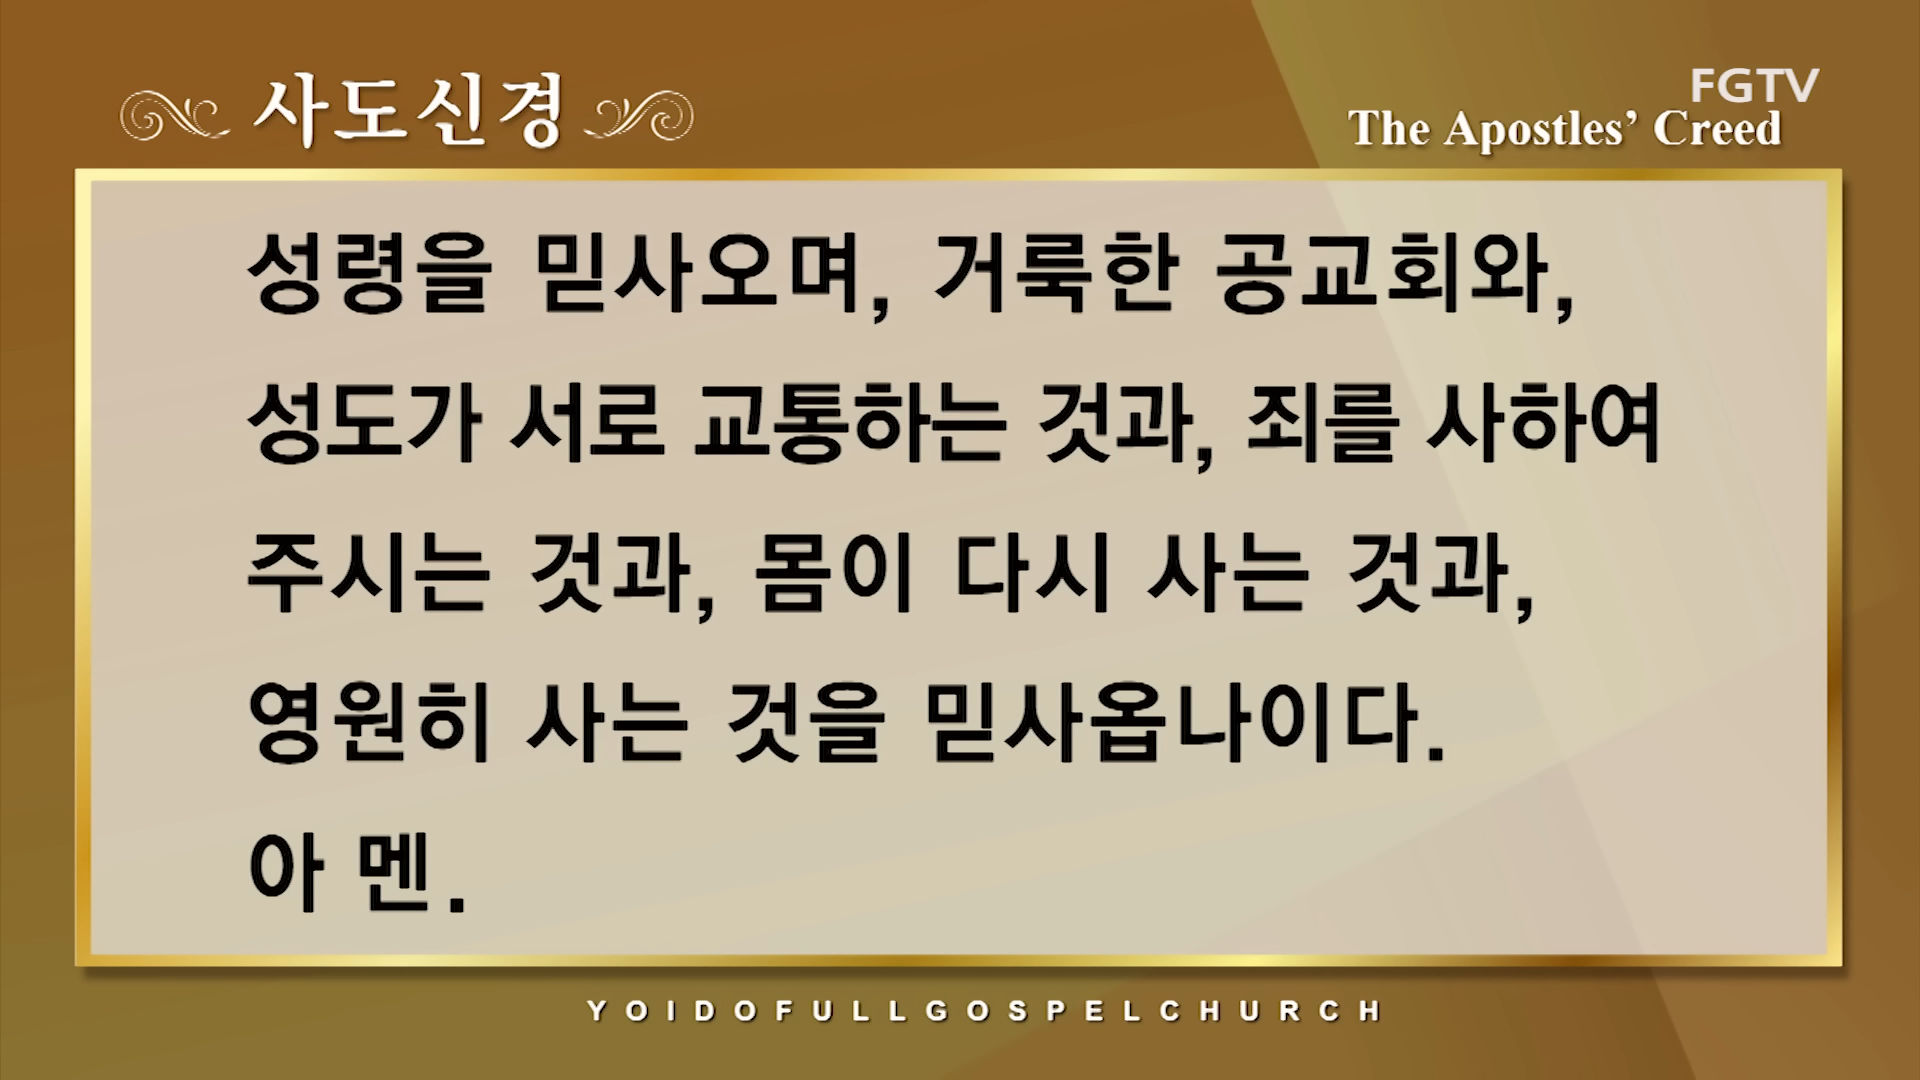 사도신경
FGTV
The Apostles’ Creed
성령을 믿사오며, 거룩한 공교회와,
성도가 서로 교통하는 것과, 죄를 사하여
주시는 것과, 몸이 다시 사는 것과,
영원히 사는 것을 믿사옵나이다.
아 멘.
YOIDOFULLGOSPELCHURCH